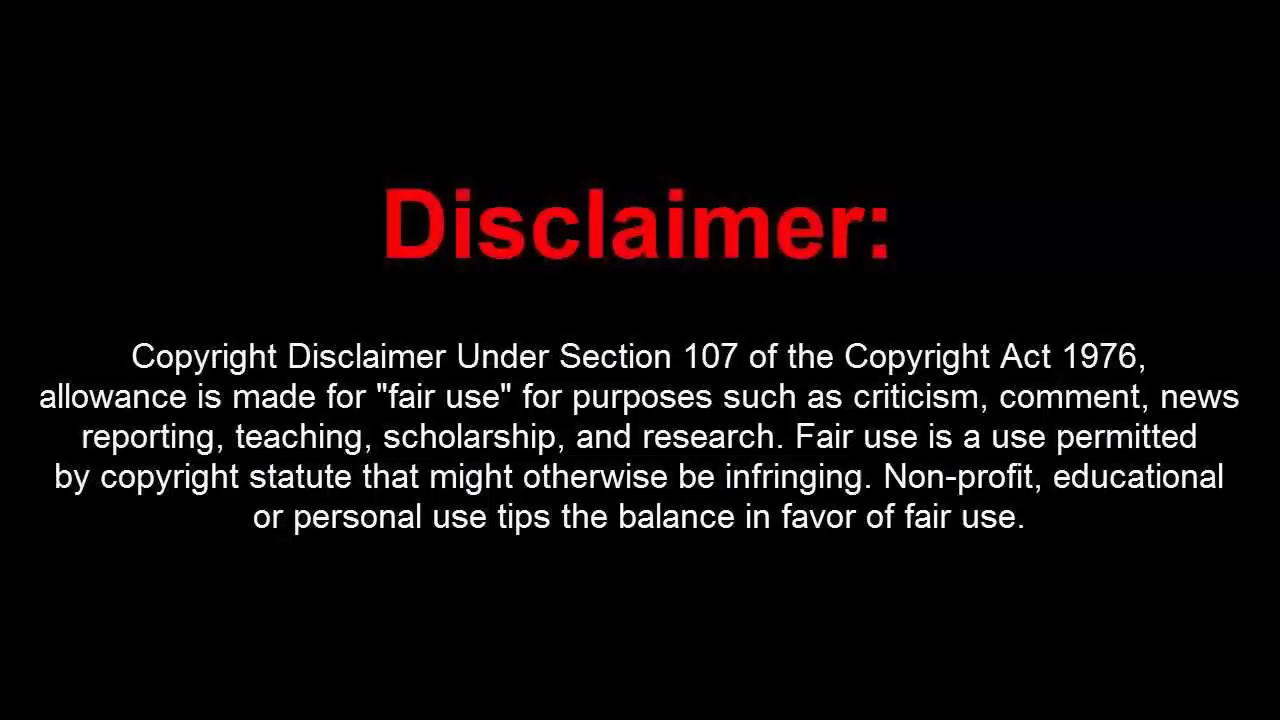 Disclaimer:
Copyright Disclaimer Under Section 107 of the Copyright Act 1976,
allowance is made for "fair use" for purposes such as criticism, comment, news
reporting, teaching, scholarship, and research. Fair use is a use permitted
by copyright statute that might otherwise be infringing. Non-profit, educational
or personal use tips the balance in favor of fair use.